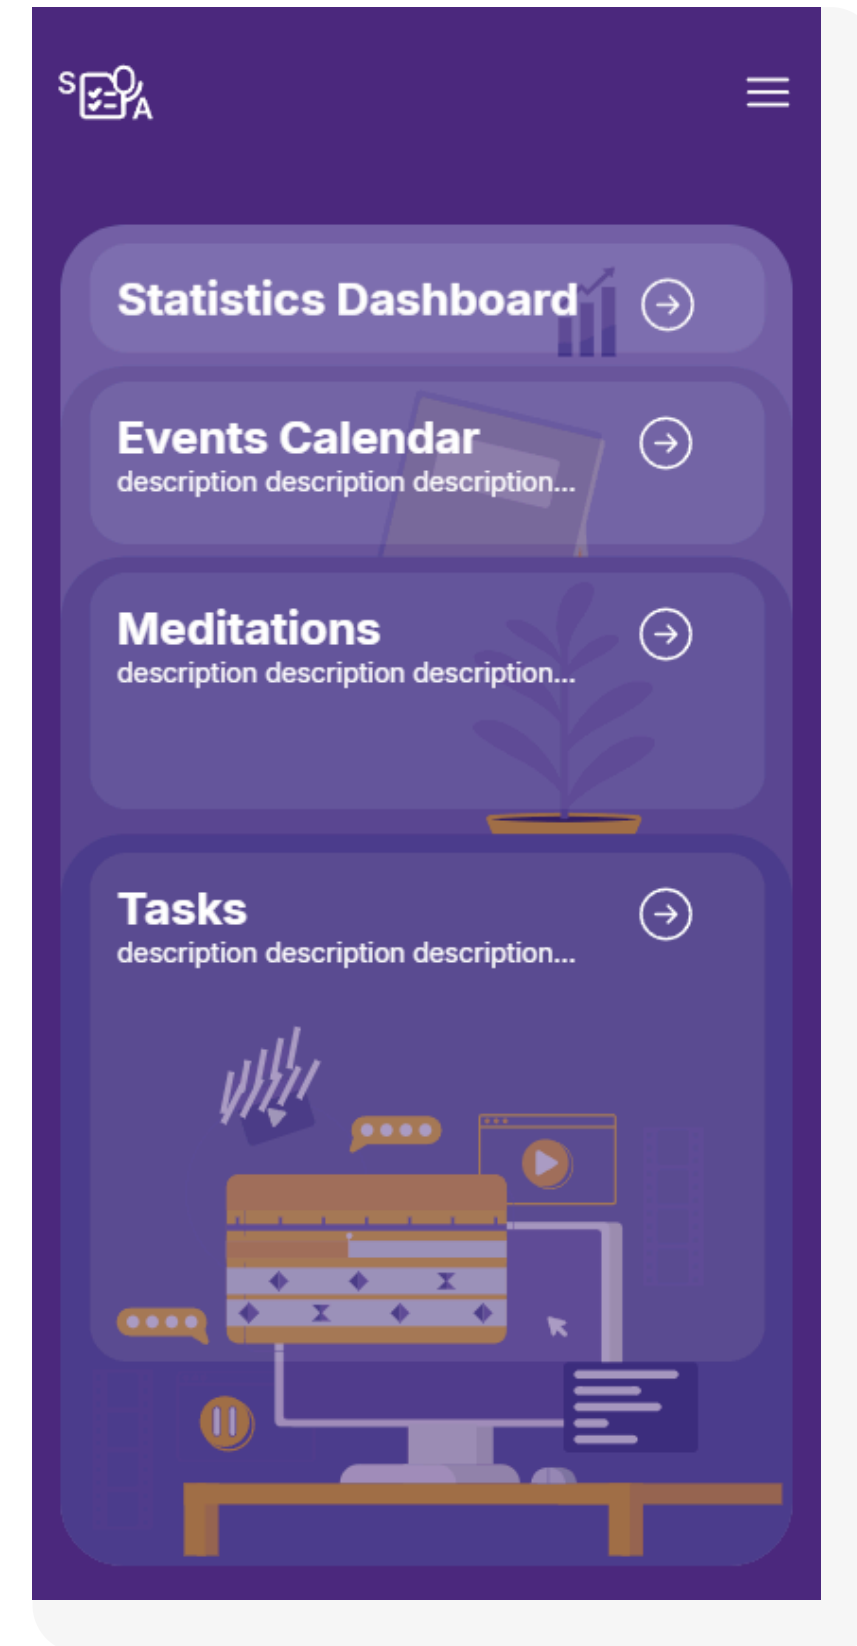 S A
Statistics Dashboard
Events Calendar
description description description...
Meditations
description description description...
Tasks
description description description...